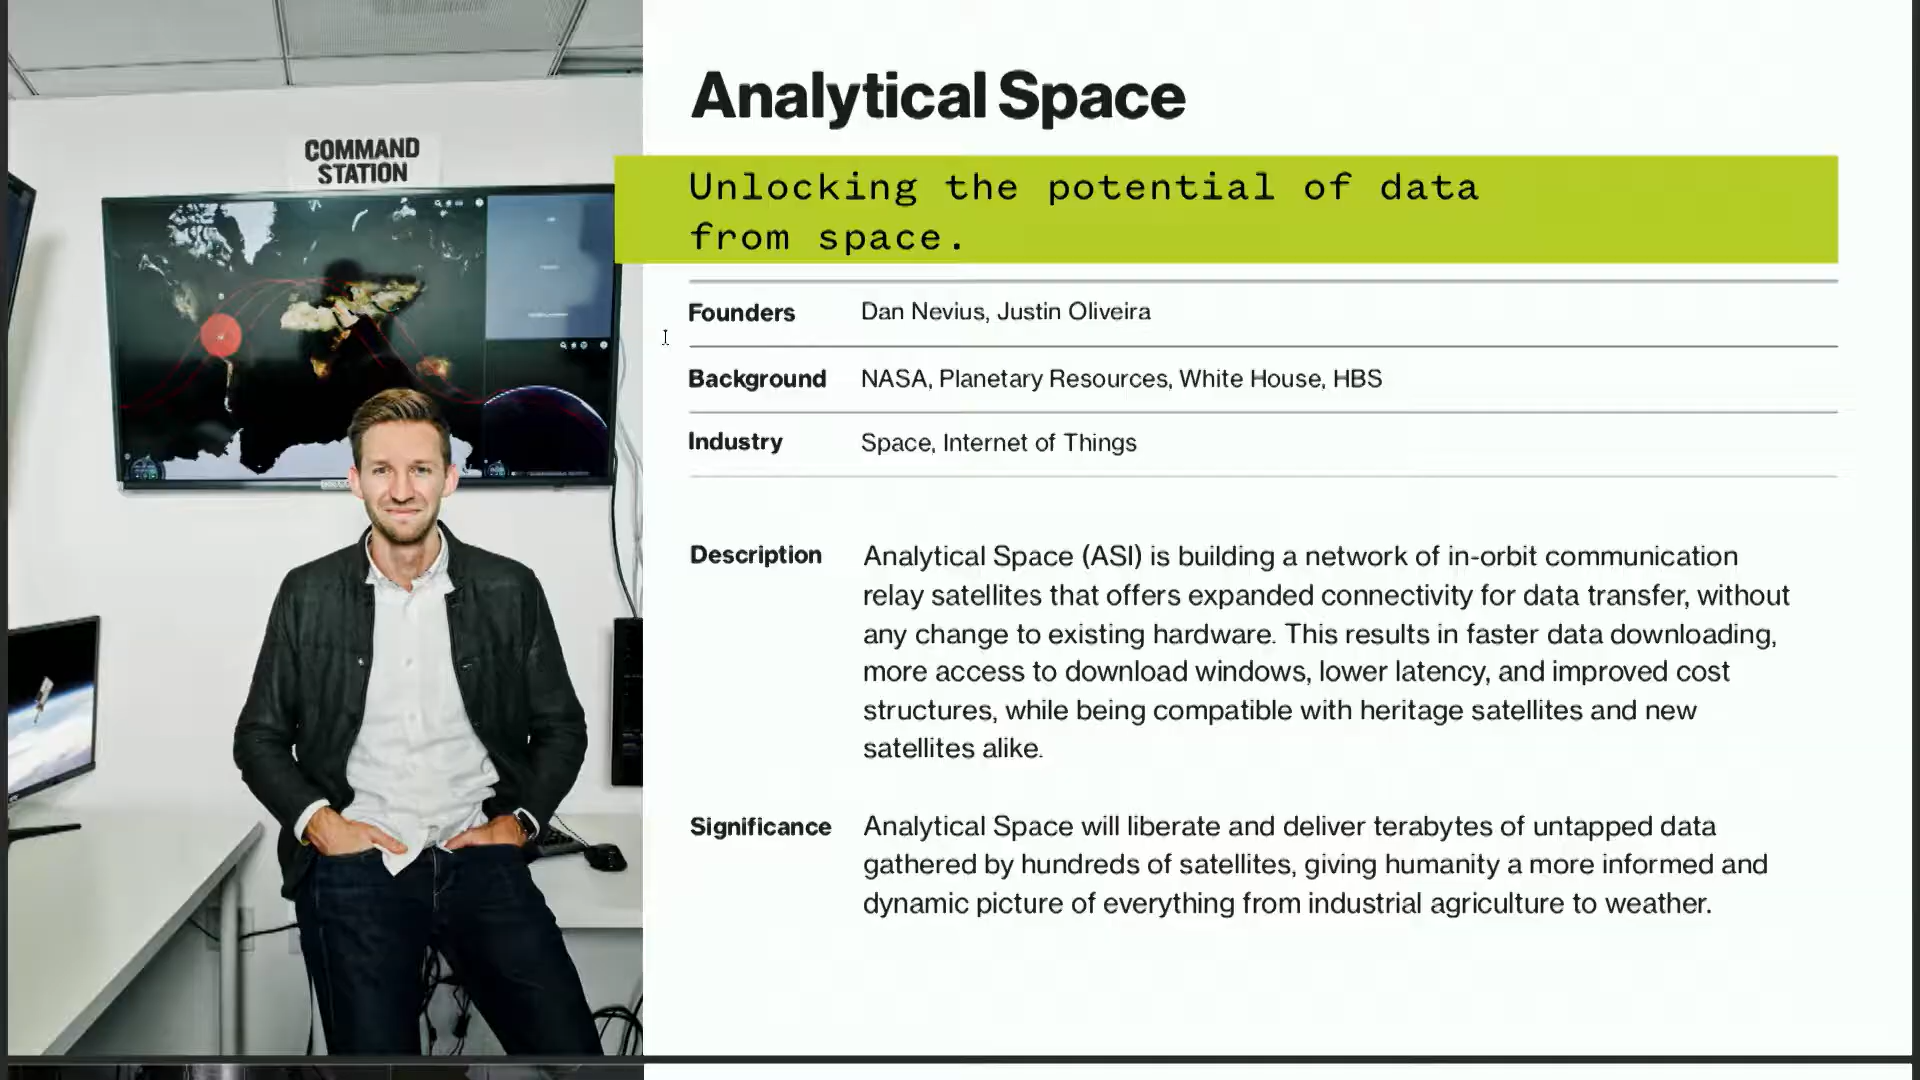 COMMAND
STATION
Analytical Space
Unlocking the potential of data
from space.
Founders Dan Nevius, Justin Oliveira
Background NASA, Planetary Resources, White House, HBS
Industry Space, Internet of Things
Description Analytical Space (ASI) is building a network of in-orbit communication
relay satellites that offers expanded connectivity for data transfer, without
any change to existing hardware. This results in faster data downloading,
more access to download windows, lower latency, and improved cost
structures, while being compatible with heritage satellites and new
satellites alike.
Significance Analytical Space will liberate and deliver terabytes of untapped data
gathered by hundreds of satellites, giving humanity a more informed and
dynamic picture of everything from industrial agriculture to weather.